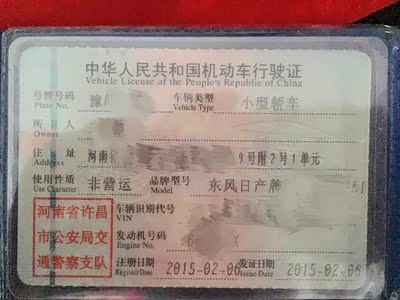 中华人民共和国机动车行驶证
Vehicle License of the People's Republic of China
号牌号码 豫 车辆类型 小型轿车
Plate No. Vehicle Type
所有人
Owner
住址 河南 9号附2号1单元
Address
使用性质 非营运 品牌型号 东风日产牌
Use Character Model
河南省许昌 车辆识别代号
VIN
市公安局交 发动机号码
Engine No.
通警察支队 注册日期 2015-02-06 发证日期 2015-02-06
Register Date Issue Date